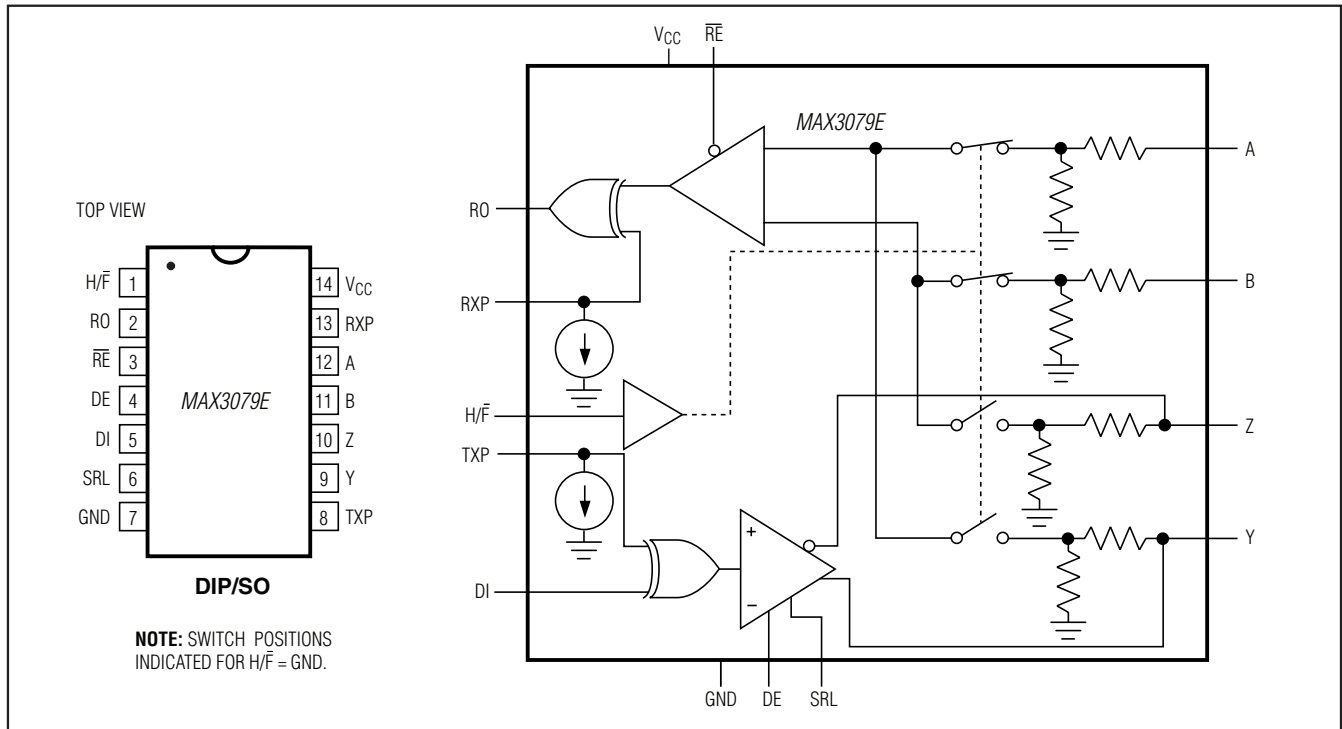 TOP VIEW
H/F̅ 1
RO 2
R̅E̅ 3
DE 4
DI 5
SRL 6
GND 7
MAX3079E
14 VCC
13 RXP
12 A
11 B
10 Z
9 Y
8 TXP
DIP/SO
NOTE: SWITCH POSITIONS
INDICATED FOR H/F̅ = GND.
VCC R̅E̅
MAX3079E
RO
RXP
H/F̅
TXP
DI
+
−
A
B
Z
Y
GND DE SRL